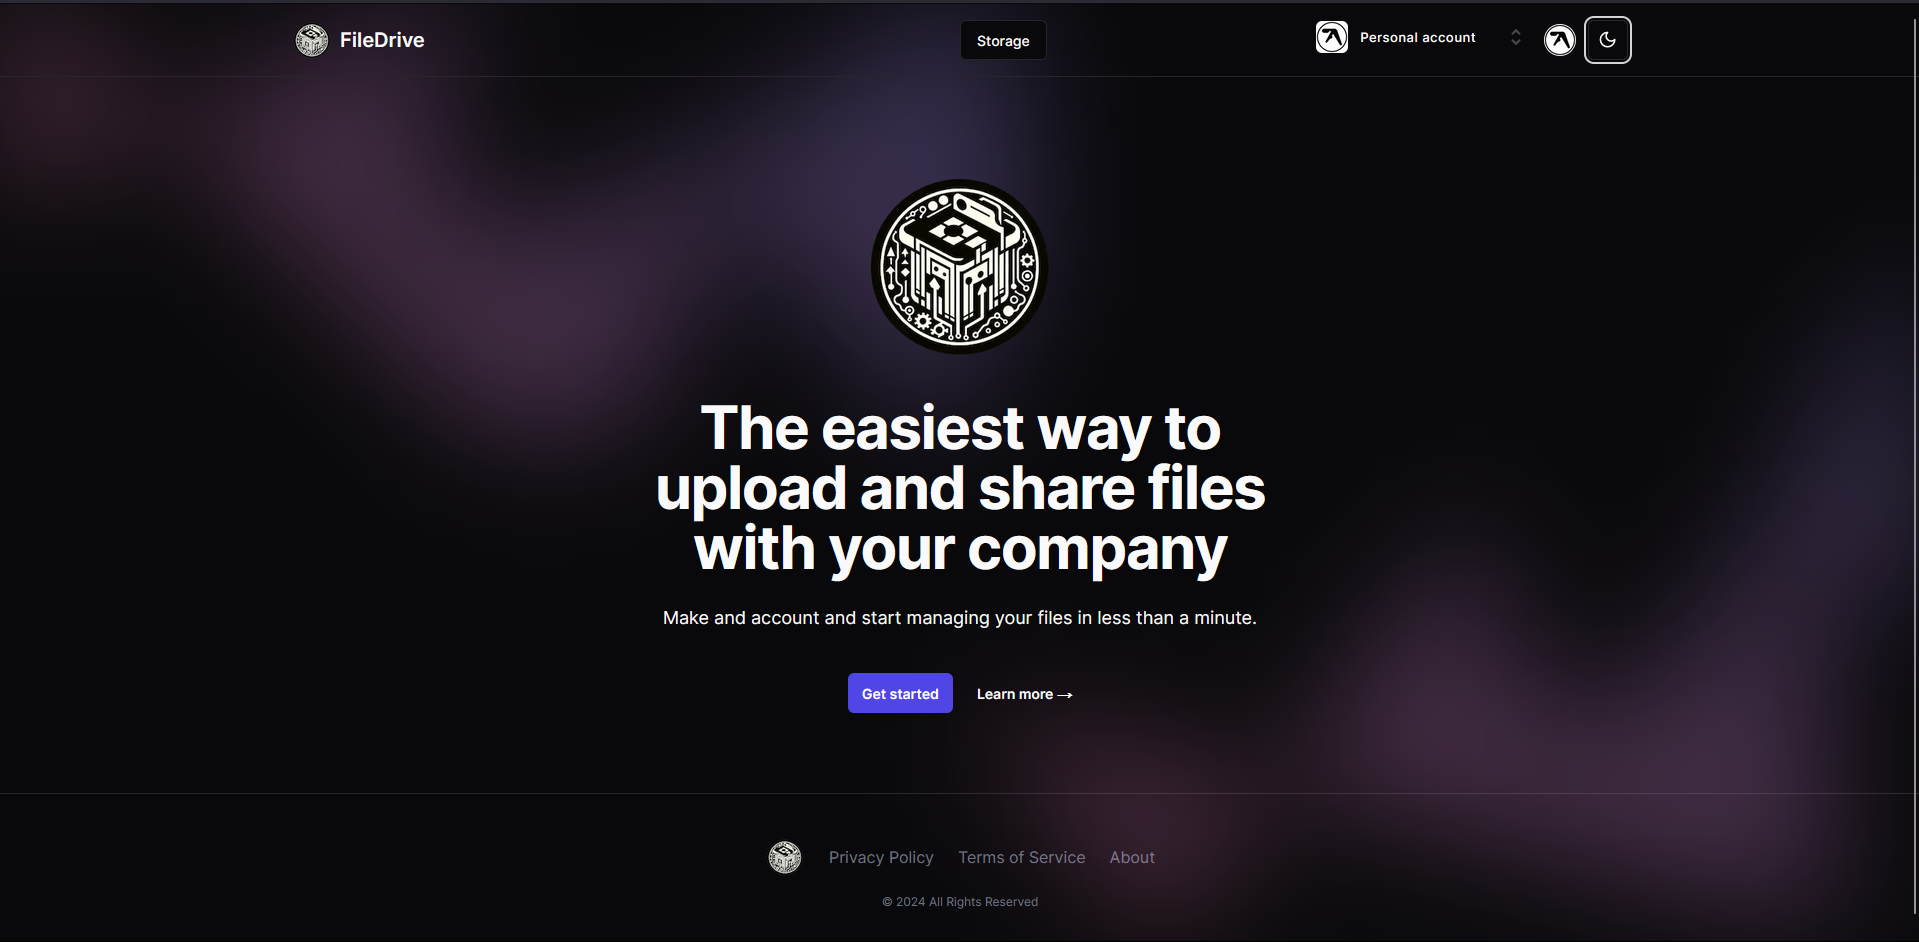 FileDrive
Storage
Personal account
The easiest way to
upload and share files
with your company
Make and account and start managing your files in less than a minute.
Get started
Learn more →
Privacy Policy
Terms of Service
About
© 2024 All Rights Reserved